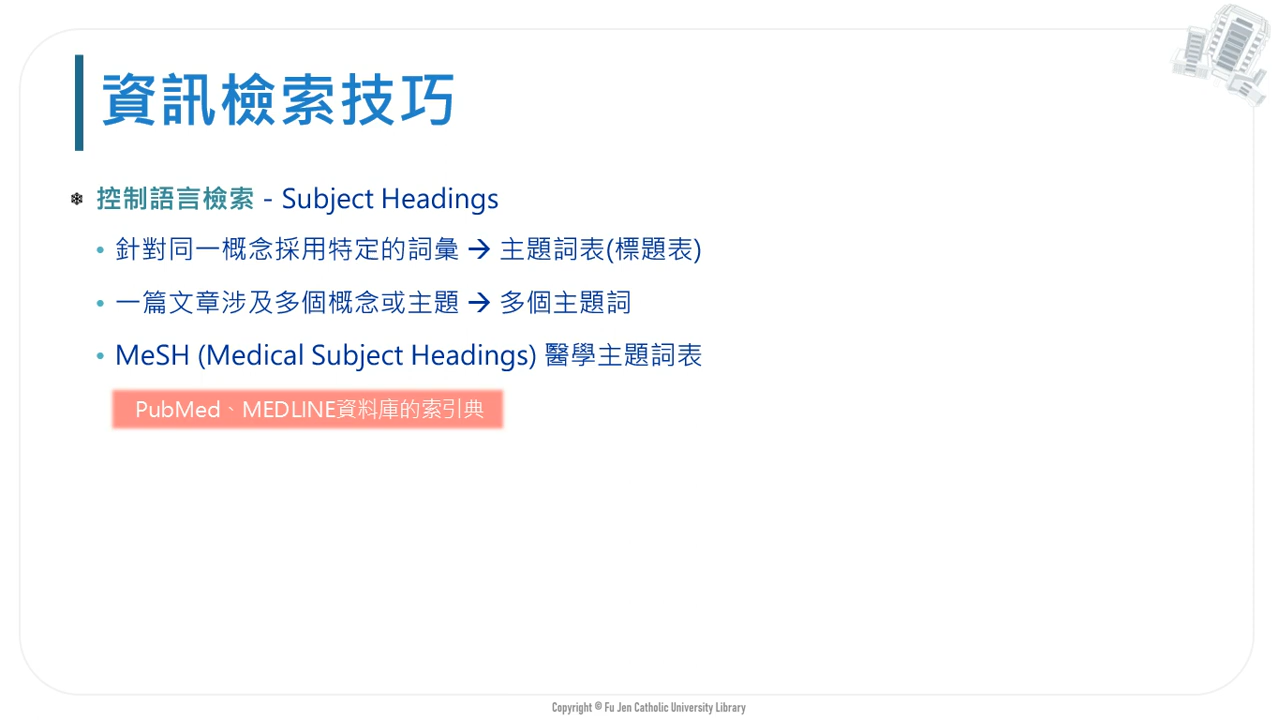 資訊檢索技巧
控制語言檢索 - Subject Headings
• 針對同一概念採用特定的詞彙 → 主題詞表(標題表)
• 一篇文章涉及多個概念或主題 → 多個主題詞
• MeSH (Medical Subject Headings) 醫學主題詞表
PubMed、MEDLINE資料庫的索引典
Copyright © Fu Jen Catholic University Library